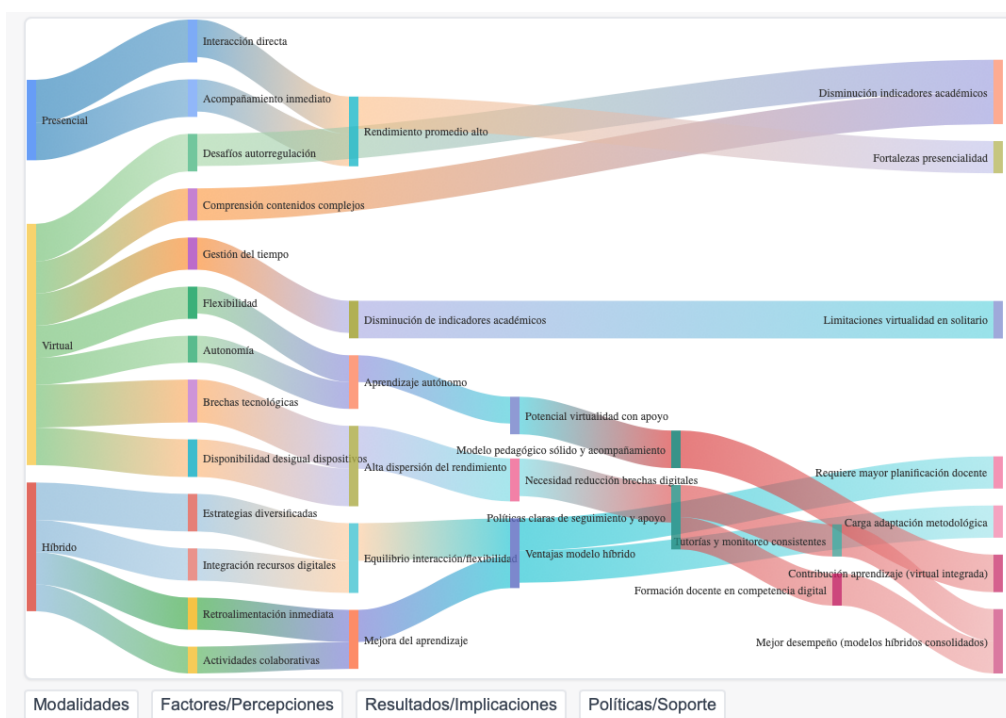 Interacción directa
Presencial
Acompañamiento inmediato
Rendimiento promedio alto
Disminución indicadores académicos
Fortalezas presencialidad
Desafíos autorregulación
Comprensión contenidos complejos
Gestión del tiempo
Flexibilidad
Virtual
Autonomía
Brechas tecnológicas
Disponibilidad desigual dispositivos
Disminución de indicadores académicos
Limitaciones virtualidad en solitario
Aprendizaje autónomo
Alta dispersión del rendimiento
Potencial virtualidad con apoyo
Modelo pedagógico sólido y acompañamiento
Necesidad reducción brechas digitales
Requiere mayor planificación docente
Híbrido
Estrategias diversificadas
Integración recursos digitales
Retroalimentación inmediata
Actividades colaborativas
Equilibrio interacción/flexibilidad
Mejora del aprendizaje
Políticas claras de seguimiento y apoyo
Ventajas modelo híbrido
Tutorías y monitoreo consistentes
Formación docente en competencia digital
Carga adaptación metodológica
Contribución aprendizaje (virtual integrada)
Mejor desempeño (modelos híbridos consolidados)
Modalidades
Factores/Percepciones
Resultados/Implicaciones
Políticas/Soporte